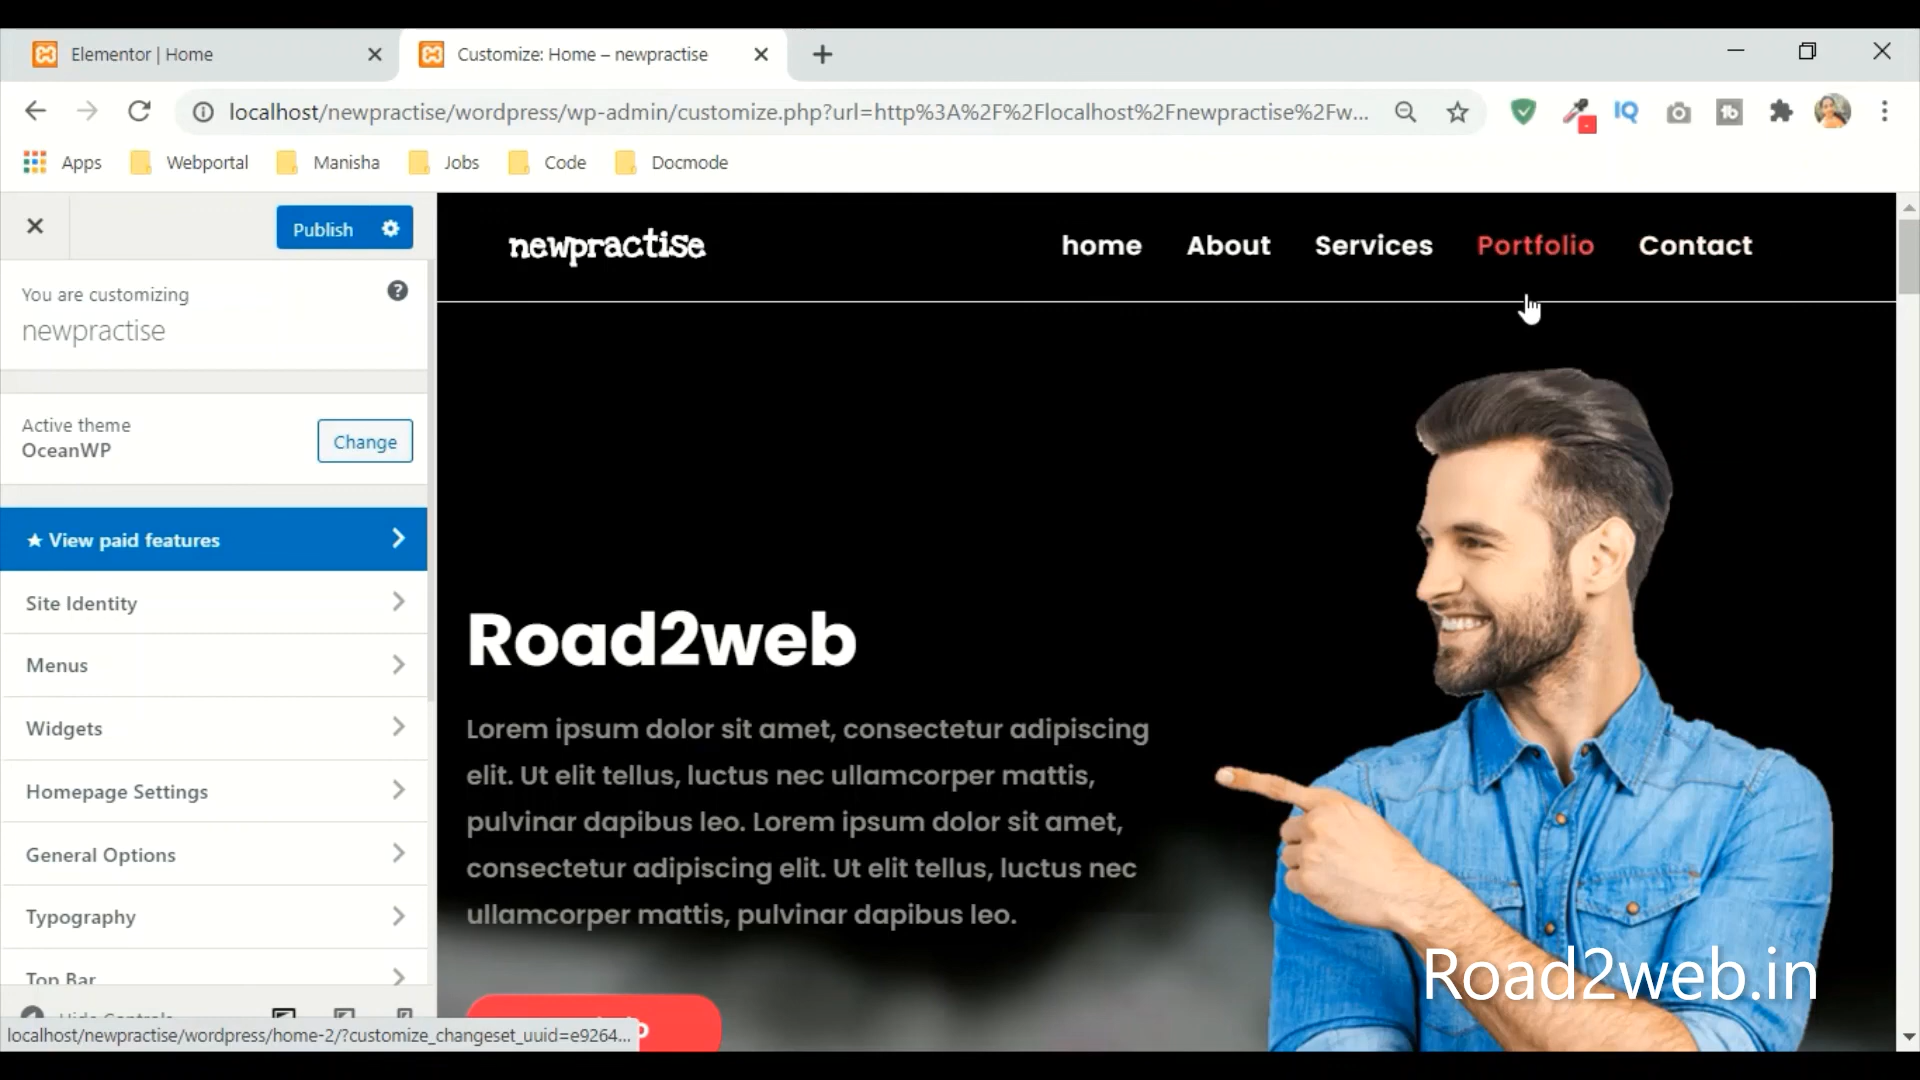 Elementor | Home
Customize: Home – newpractise
localhost/newpractise/wordpress/wp-admin/customize.php?url=http%3A%2F%2Flocalhost%2Fnewpractise%2Fw...
IQ
Apps
Webportal
Manisha
Jobs
Code
Docmode
Publish
You are customizing
newpractise
Active theme
OceanWP
Change
★ View paid features
Site Identity
Menus
Widgets
Homepage Settings
General Options
Typography
Top Bar
Hide Controls
localhost/newpractise/wordpress/home-2/?customize_changeset_uuid=e9264...
newpractise
home
About
Services
Portfolio
Contact
Road2web
Lorem ipsum dolor sit amet, consectetur adipiscing
elit. Ut elit tellus, luctus nec ullamcorper mattis,
pulvinar dapibus leo. Lorem ipsum dolor sit amet,
consectetur adipiscing elit. Ut elit tellus, luctus nec
ullamcorper mattis, pulvinar dapibus leo.
Road2web.in